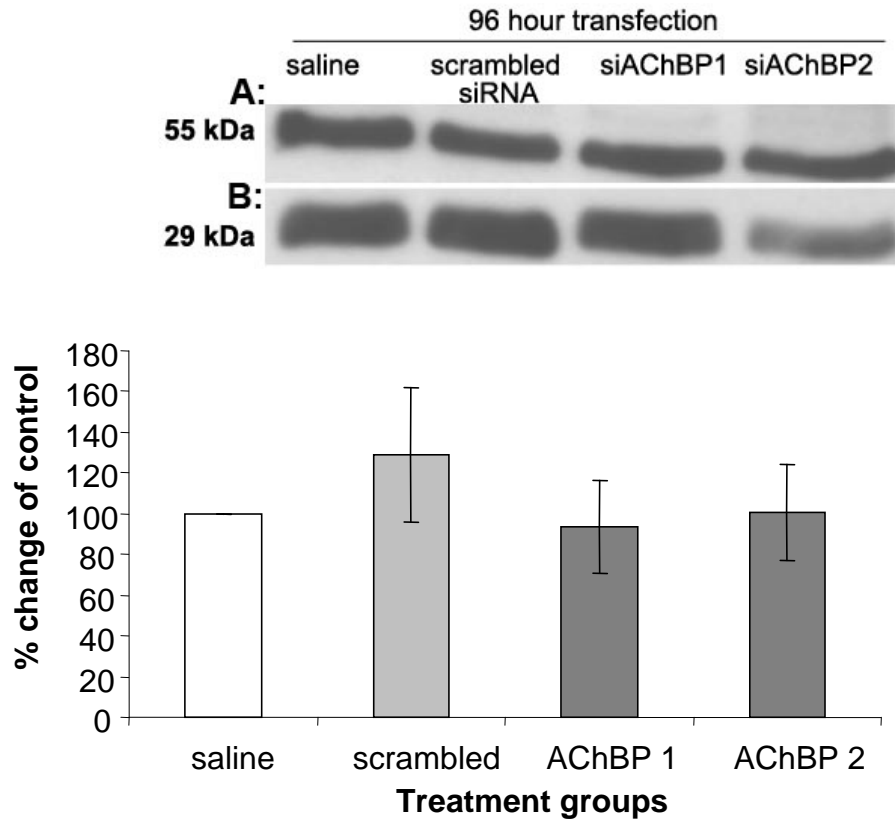 96 hour transfection
saline scrambled siRNA siAChBP1 siAChBP2
A:
55 kDa
B:
29 kDa
% change of control
180
160
140
120
100
80
60
40
20
0
saline scrambled AChBP 1 AChBP 2
Treatment groups